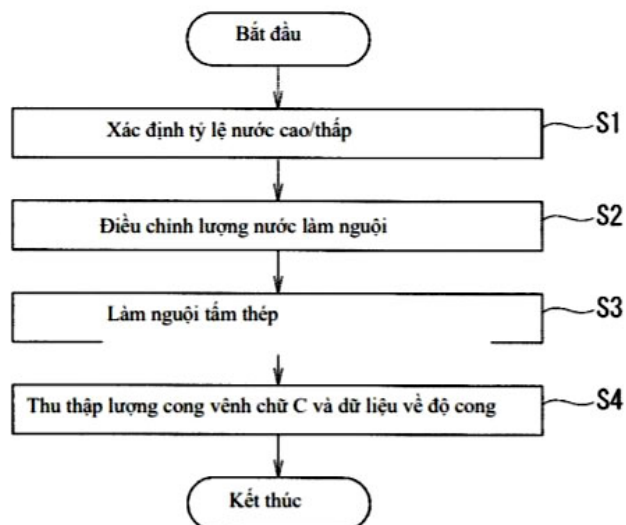 Bắt đầu
Xác định tỷ lệ nước cao/thấp
S1
Điều chỉnh lượng nước làm nguội
S2
Làm nguội tấm thép
S3
Thu thập lượng cong vênh chữ C và dữ liệu về độ cong
S4
Kết thúc